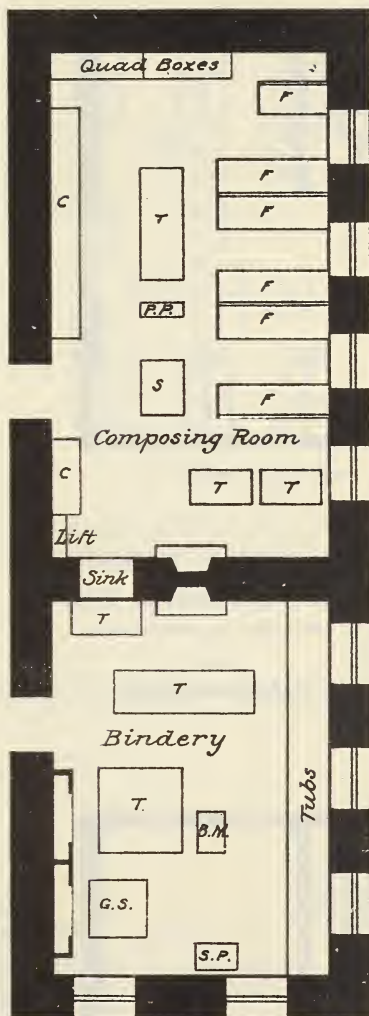 Quad Boxes
F
C
F
T
F
F
P.P.
F
S
F
Composing Room
C
T T
Lift
Sink
T
T
Bindery
Tubs
T.
B.M.
G.S.
S.P.